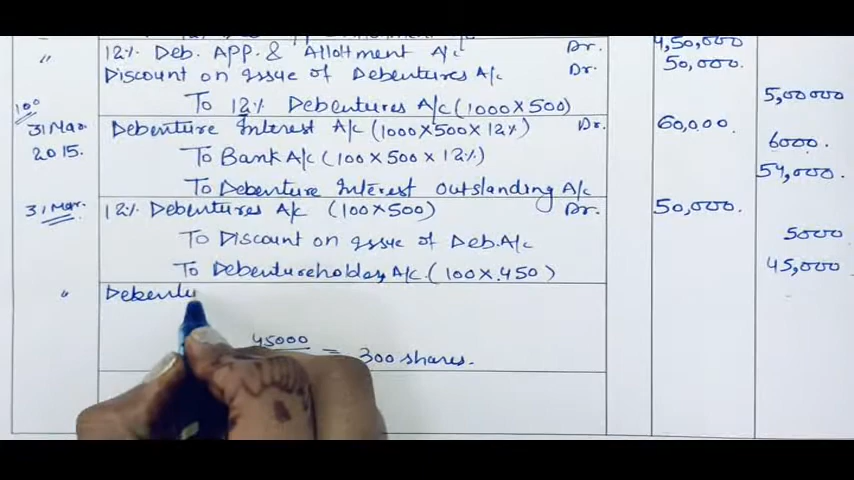 12% Deb. APP. & Allotment A/c Dr. 4,50,000
Discount on issue of Debentures A/c Dr. 50,000.
To 12% Debentures A/c (1000×500) 5,00000
100
31 Mar. 2015. Debenture Interest A/c (1000×500×12%) Dr. 60,000.
To Bank A/c (100×500×12%) 6000.
To Debenture Interest outslanding A/c 54,000.
31 Mar. 12% Debentures A/c (100×500) Dr. 50,000.
To Discount on issue of Deb. A/c 5000
To Debentureholders A/c. (100×450) 45,000
" Debentu
45000 = 300 shares.